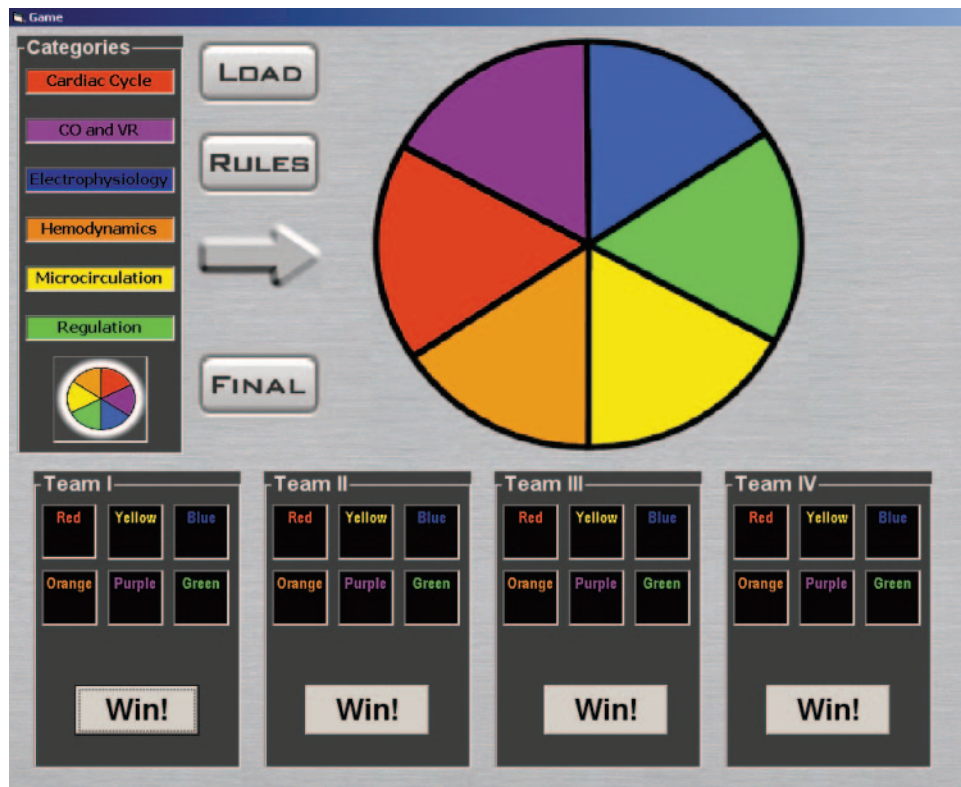 Game
Categories
Cardiac Cycle
CO and VR
Electrophysiology
Hemodynamics
Microcirculation
Regulation
LOAD
RULES
FINAL
Team I
Red Yellow Blue
Orange Purple Green
Win!
Team II
Red Yellow Blue
Orange Purple Green
Win!
Team III
Red Yellow Blue
Orange Purple Green
Win!
Team IV
Red Yellow Blue
Orange Purple Green
Win!